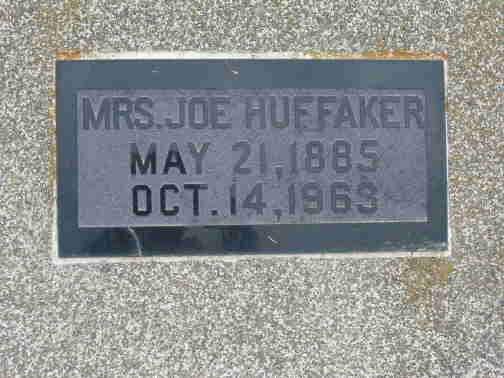 MRS. JOE HUFFAKER
MAY 21, 1885
OCT. 14, 1963